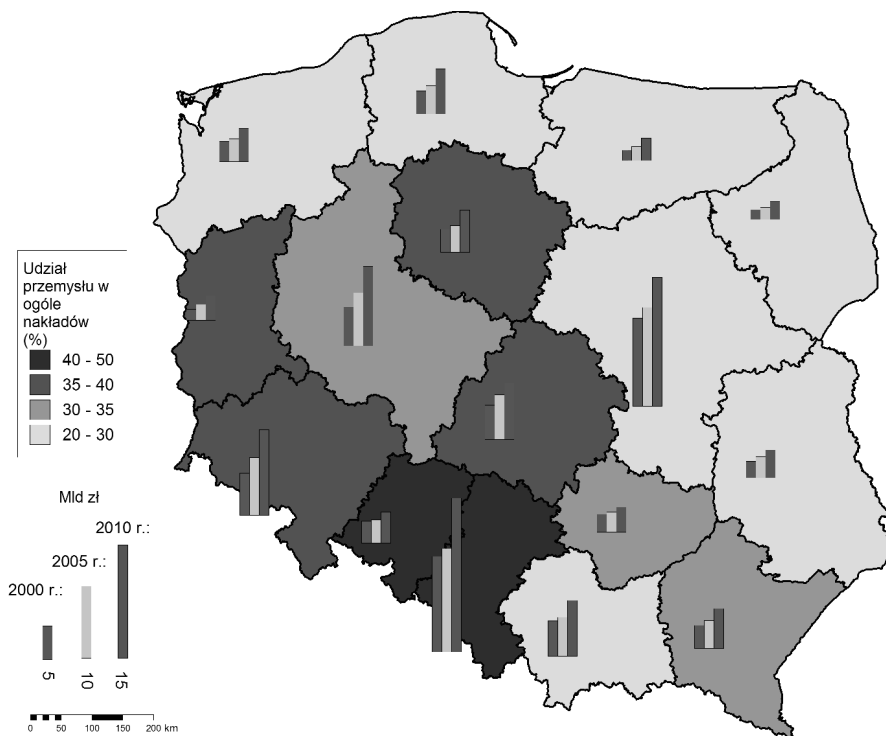 Udział
przemysłu w
ogóle
nakładów
(%)
40 - 50
35 - 40
30 - 35
20 - 30
Mld zł
2010 r.:
2005 r.:
2000 r.:
5
10
15
0 50 100 150 200 km